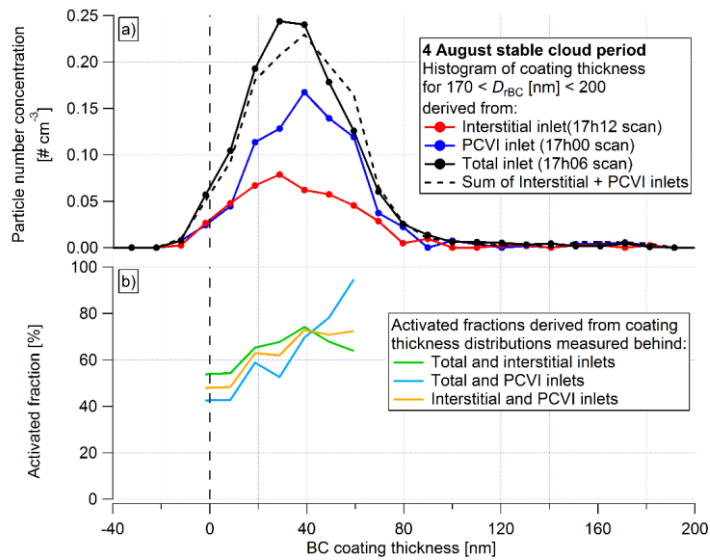 a)
0.25
0.20
0.15
0.10
0.05
0.00
Particle number concentration
[# cm⁻³]
4 August stable cloud period
Histogram of coating thickness
for 170 < D_rBC [nm] < 200
derived from:
Interstitial inlet(17h12 scan)
PCVI inlet (17h00 scan)
Total inlet (17h06 scan)
Sum of Interstitial + PCVI inlets
b)
100
80
60
40
20
0
Activated fraction [%]
Activated fractions derived from coating
thickness distributions measured behind:
Total and interstitial inlets
Total and PCVI inlets
Interstitial and PCVI inlets
-40 0 40 80 120 160 200
BC coating thickness [nm]